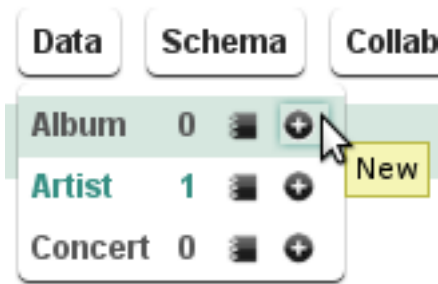 Data Schema Collab
Album 0
New
Artist 1
Concert 0